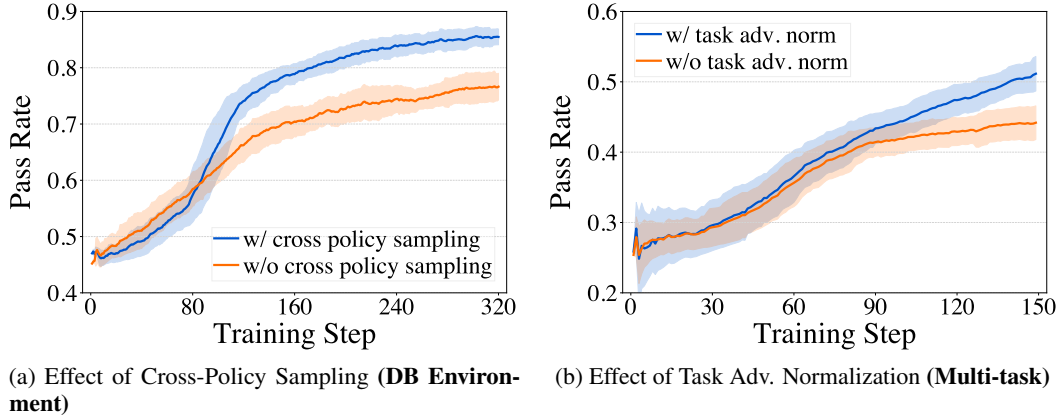 0.9
0.8
0.7
0.6
0.5
0.4
Pass Rate
w/ cross policy sampling
w/o cross policy sampling
0 80 160 240 320
Training Step
(a) Effect of Cross-Policy Sampling (DB Environ-
ment)
0.6
0.5
0.4
0.3
0.2
Pass Rate
w/ task adv. norm
w/o task adv. norm
0 30 60 90 120 150
Training Step
(b) Effect of Task Adv. Normalization (Multi-task)